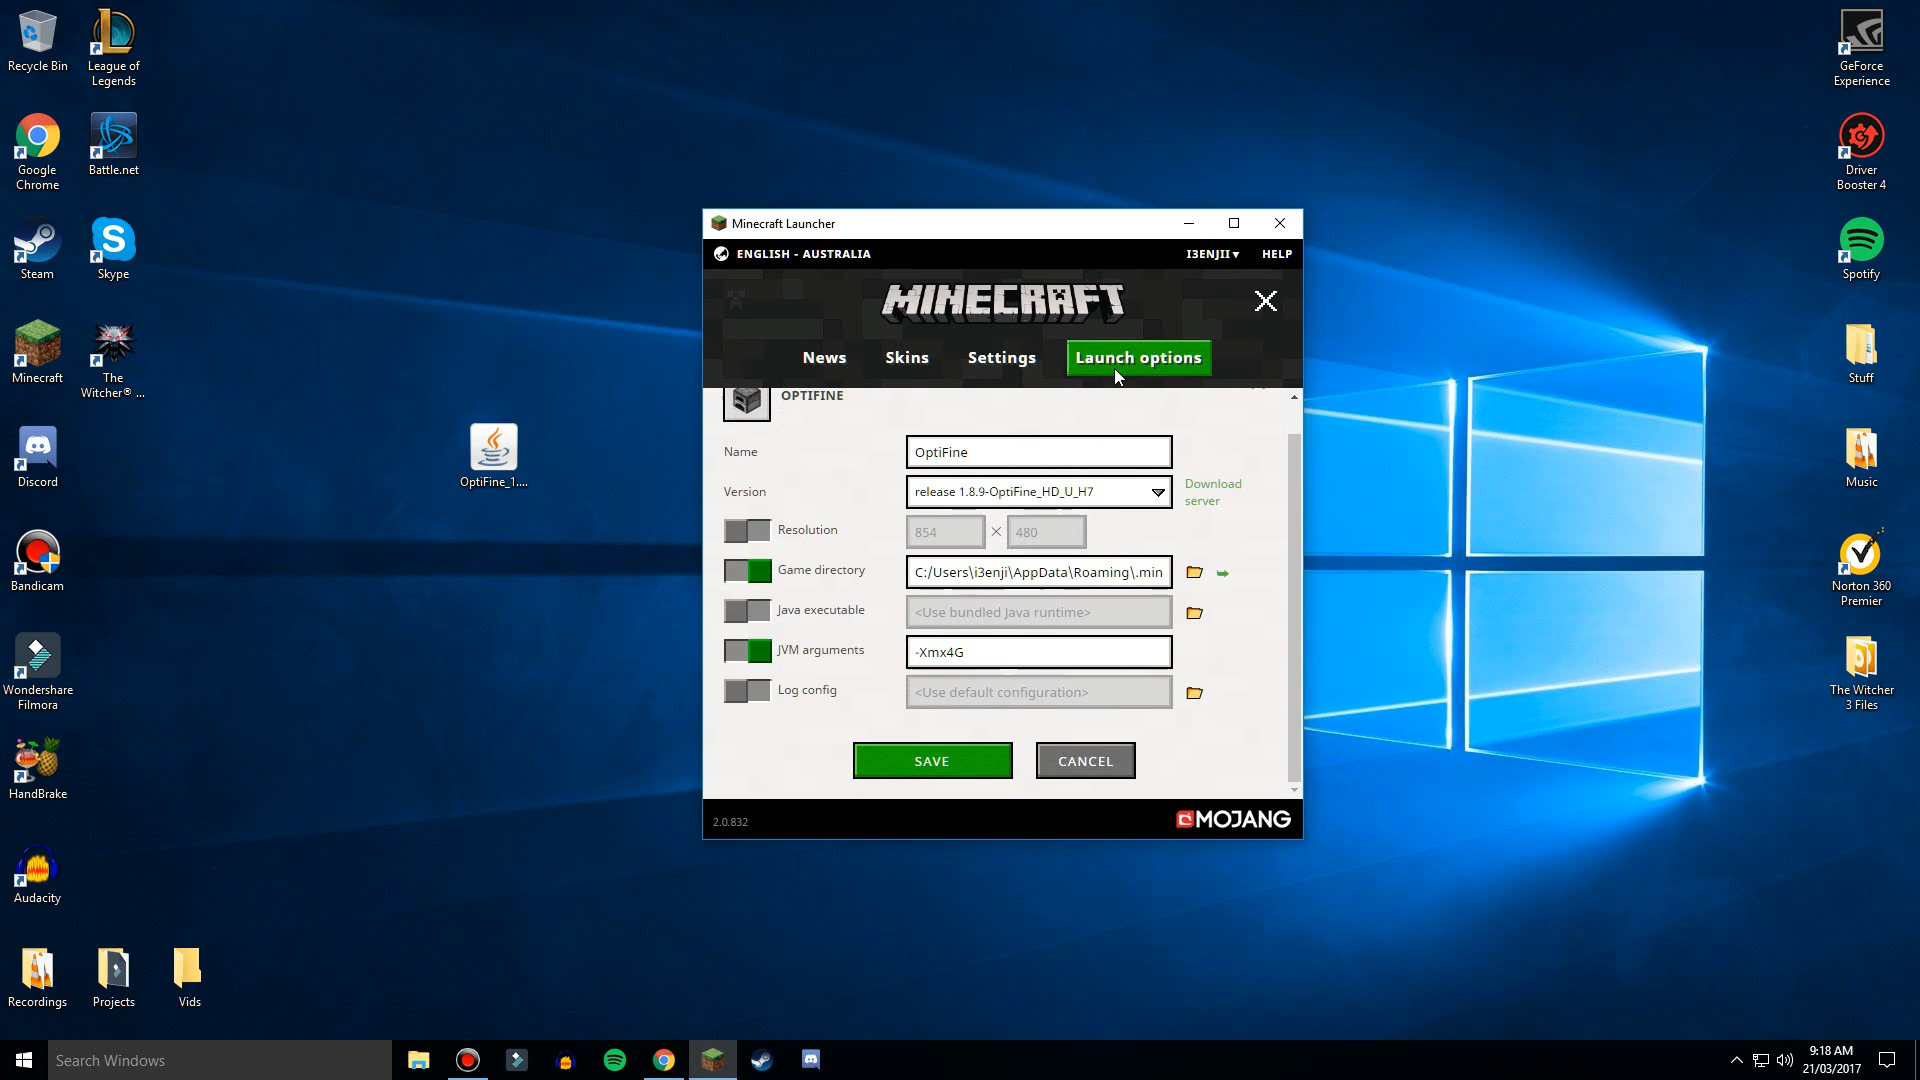 Recycle Bin
League of
Legends
Google
Chrome
Battle.net
Steam
Skype
Minecraft
The
Witcher® ...
Discord
Bandicam
Wondershare
Filmora
HandBrake
Audacity
Recordings
Projects
Vids
OptiFine_1....
Minecraft Launcher
ENGLISH - AUSTRALIA
I3ENJII▾
HELP
MINECRAFT
News
Skins
Settings
Launch options
OPTIFINE
Name
OptiFine
Version
release 1.8.9-OptiFine_HD_U_H7
Download
server
Resolution
854
×
480
Game directory
C:/Users\i3enji\AppData\Roaming\.min
Java executable
<Use bundled Java runtime>
JVM arguments
-Xmx4G
Log config
<Use default configuration>
SAVE
CANCEL
2.0.832
MOJANG
GeForce
Experience
Driver
Booster 4
Spotify
Stuff
Music
Norton 360
Premier
The Witcher
3 Files
Search Windows
9:18 AM
21/03/2017